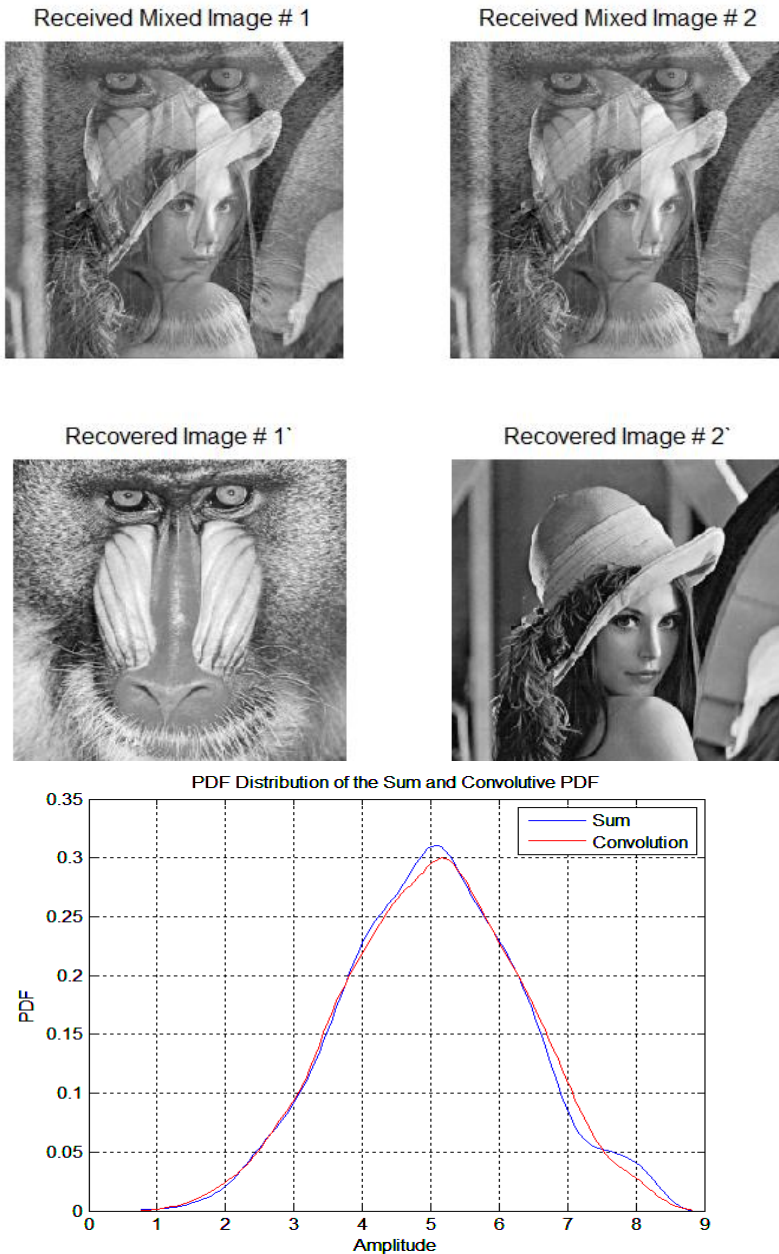 Received Mixed Image # 1
Received Mixed Image # 2
Recovered Image # 1`
Recovered Image # 2`
PDF Distribution of the Sum and Convolutive PDF
0.35
0.3
0.25
0.2
0.15
0.1
0.05
0
PDF
Sum
Convolution
0 1 2 3 4 5 6 7 8 9
Amplitude